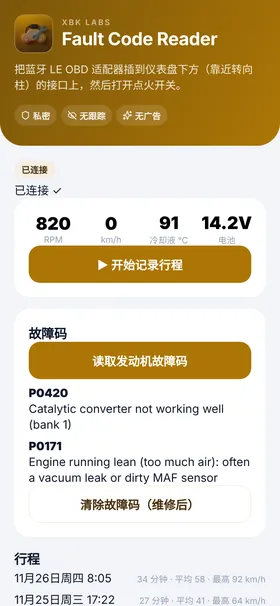 XBK LABS
Fault Code Reader
把蓝牙 LE OBD 适配器插到仪表盘下方（靠近转向
柱）的接口上，然后打开点火开关。
私密
无跟踪
无广告
已连接
已连接 ✓
820
0
91
14.2V
RPM
km/h
冷却液 °C
电池
▶ 开始记录行程
故障码
读取发动机故障码
P0420
Catalytic converter not working well
(bank 1)
P0171
Engine running lean (too much air): often
a vacuum leak or dirty MAF sensor
清除故障码（维修后）
行程
11月26日周四 8:05
34 分钟 · 平均 58 · 最高 92 km/h
11月25日周三 17:22
27 分钟 · 平均 41 · 最高 64 km/h